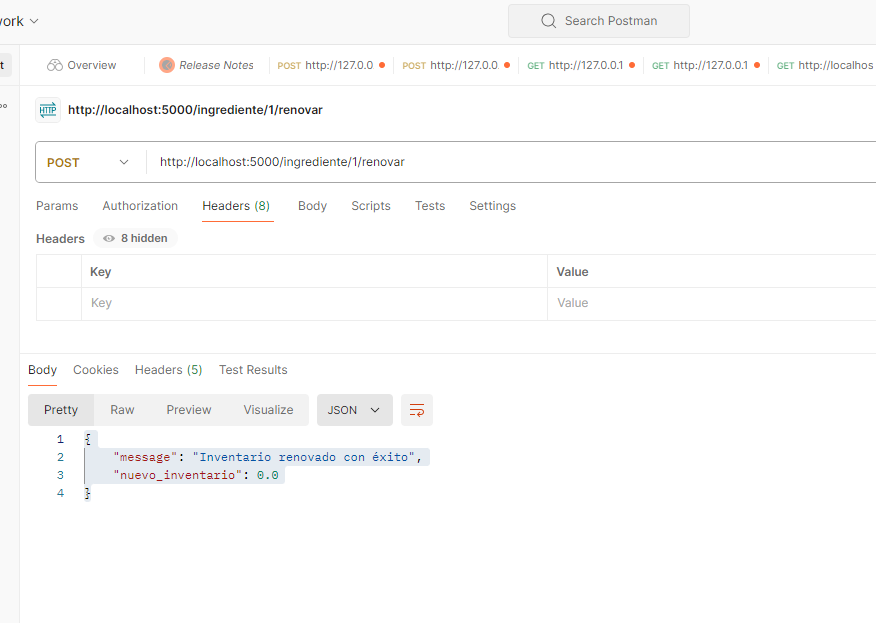 ork
Search Postman
t
Overview
Release Notes
POST http://127.0.0
POST http://127.0.0
GET http://127.0.0.1
GET http://127.0.0.1
GET http://localhos
HTTP http://localhost:5000/ingrediente/1/renovar
POST http://localhost:5000/ingrediente/1/renovar
Params Authorization Headers (8) Body Scripts Tests Settings
Headers 8 hidden
Key Value
Key Value
Body Cookies Headers (5) Test Results
Pretty Raw Preview Visualize JSON
1 {
2 "message": "Inventario renovado con éxito",
3 "nuevo_inventario": 0.0
4 }